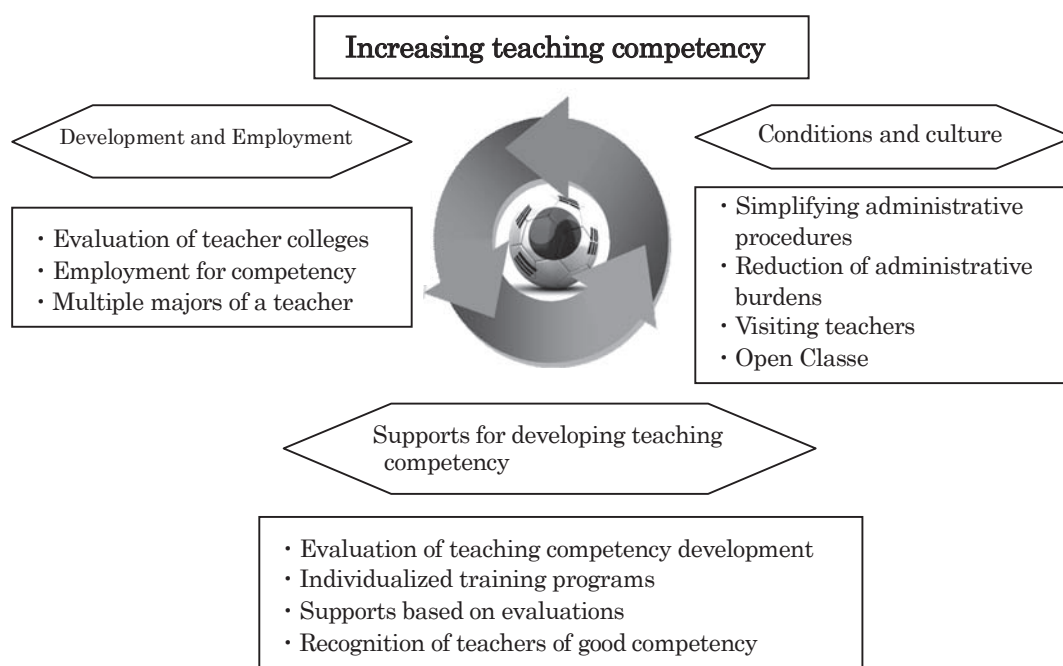 Increasing teaching competency
Development and Employment
・Evaluation of teacher colleges
・Employment for competency
・Multiple majors of a teacher
Conditions and culture
・Simplifying administrative
procedures
・Reduction of administrative
burdens
・Visiting teachers
・Open Classe
Supports for developing teaching
competency
・Evaluation of teaching competency development
・Individualized training programs
・Supports based on evaluations
・Recognition of teachers of good competency